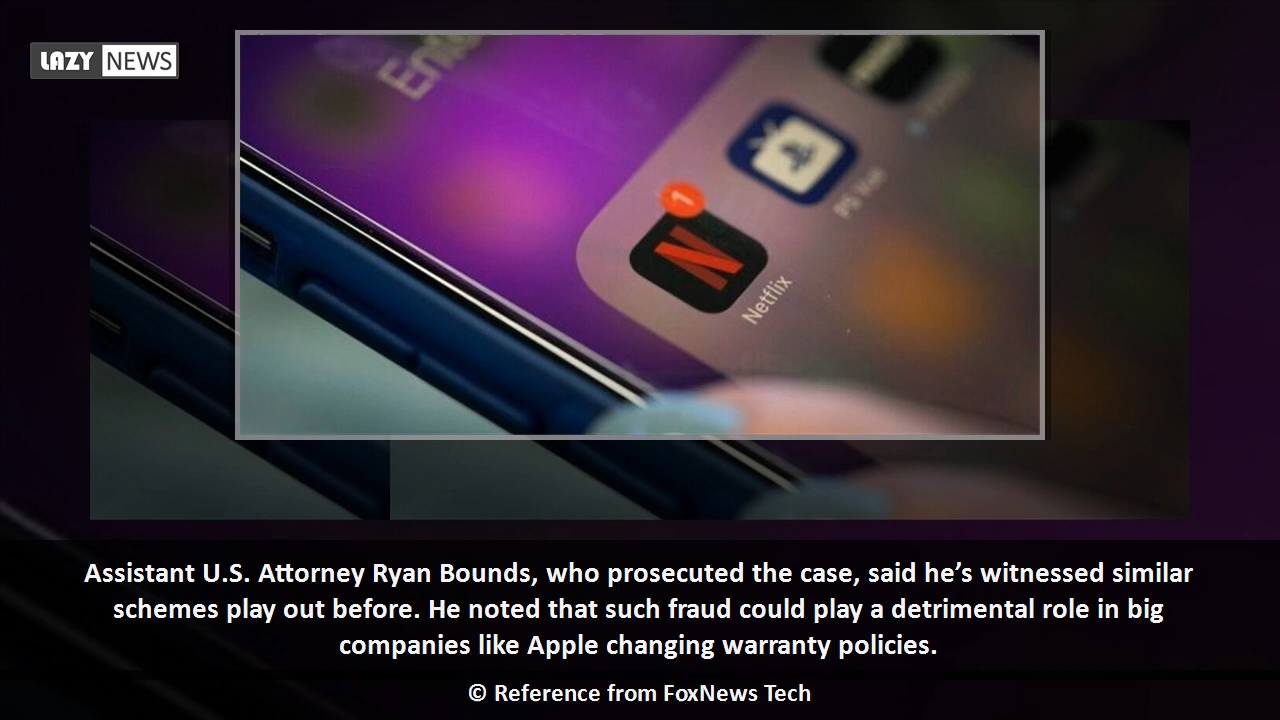 LAZY NEWS
Netflix
Assistant U.S. Attorney Ryan Bounds, who prosecuted the case, said he’s witnessed similar
schemes play out before. He noted that such fraud could play a detrimental role in big
companies like Apple changing warranty policies.
© Reference from FoxNews Tech